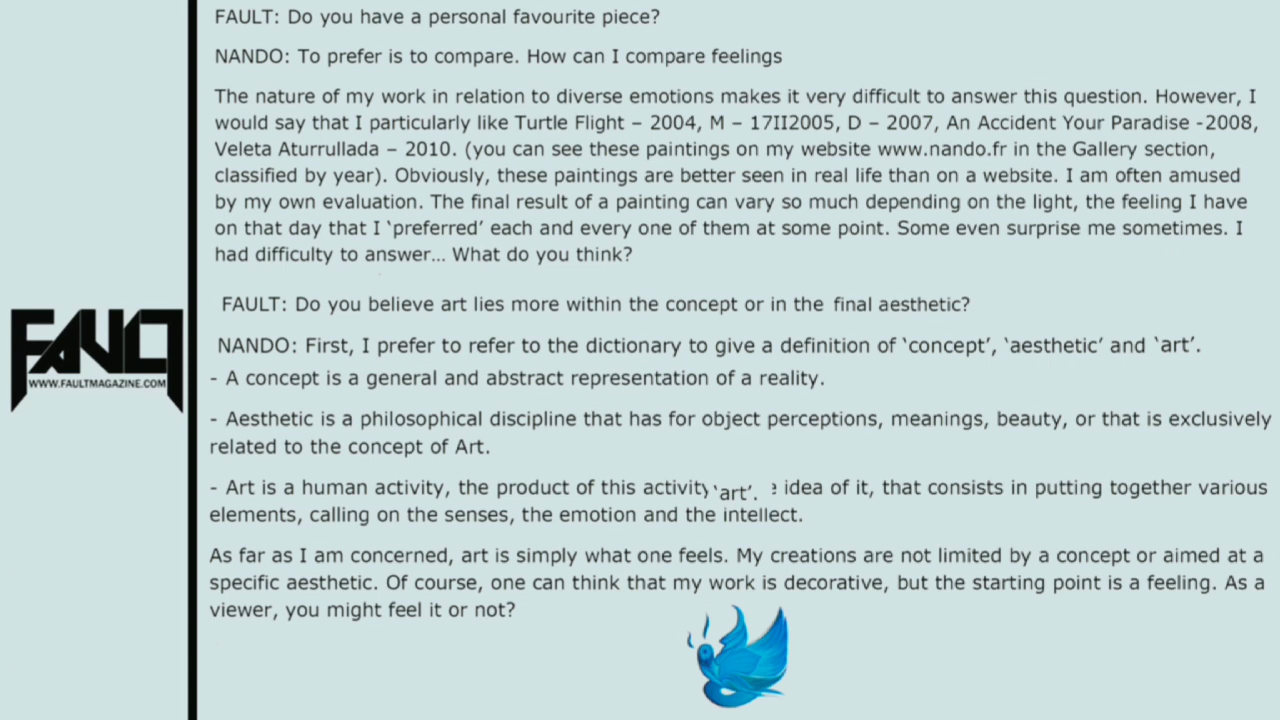 FAULT: Do you have a personal favourite piece?
NANDO: To prefer is to compare. How can I compare feelings
The nature of my work in relation to diverse emotions makes it very difficult to answer this question. However, I
would say that I particularly like Turtle Flight – 2004, M – 17II2005, D – 2007, An Accident Your Paradise -2008,
Veleta Aturrullada – 2010. (you can see these paintings on my website www.nando.fr in the Gallery section,
classified by year). Obviously, these paintings are better seen in real life than on a website. I am often amused
by my own evaluation. The final result of a painting can vary so much depending on the light, the feeling I have
on that day that I ‘preferred’ each and every one of them at some point. Some even surprise me sometimes. I
had difficulty to answer... What do you think?
FAULT: Do you believe art lies more within the concept or in the final aesthetic?
NANDO: First, I prefer to refer to the dictionary to give a definition of ‘concept’, ‘aesthetic’ and ‘art’.
- A concept is a general and abstract representation of a reality.
- Aesthetic is a philosophical discipline that has for object perceptions, meanings, beauty, or that is exclusively
related to the concept of Art.
- Art is a human activity, the product of this activity ‘art’. idea of it, that consists in putting together various
elements, calling on the senses, the emotion and the intellect.
As far as I am concerned, art is simply what one feels. My creations are not limited by a concept or aimed at a
specific aesthetic. Of course, one can think that my work is decorative, but the starting point is a feeling. As a
viewer, you might feel it or not?
FAULT
WWW.FAULTMAGAZINE.COM